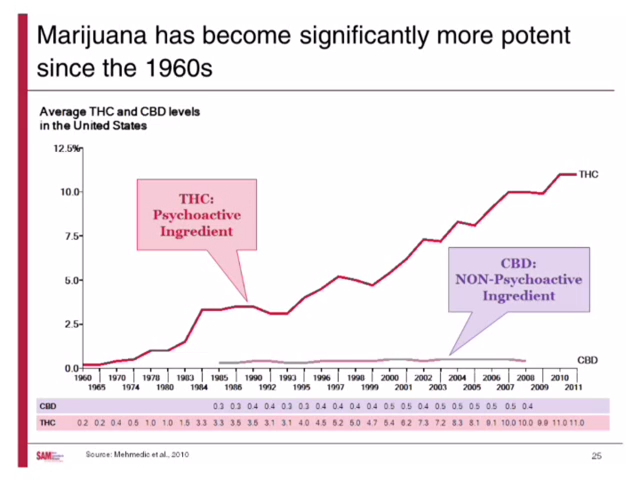 Marijuana has become significantly more potent
since the 1960s
Average THC and CBD levels
in the United States
12.5%
THC
10.0
THC:
Psychoactive
Ingredient
7.5
CBD:
NON-Psychoactive
Ingredient
5.0
2.5
CBD
0.0
1960 1970 1978 1983 1985 1990 1993 1996 1998 2000 2002 2004 2006 2008 2010
1965 1974 1980 1984 1986 1992 1995 1997 1999 2001 2003 2005 2007 2009 2011
CBD 0.3 0.3 0.4 0.4 0.3 0.3 0.4 0.4 0.4 0.4 0.5 0.5 0.4 0.5 0.5 0.5 0.5 0.5 0.4
THC 0.2 0.2 0.4 0.5 1.0 1.0 1.5 3.3 3.3 3.5 3.5 3.1 3.1 4.0 4.5 5.2 5.0 4.7 5.4 6.2 7.3 7.2 8.3 8.1 9.1 10.0 10.0 9.9 11.0 11.0
SAM
Source: Mehmedic et al., 2010
25